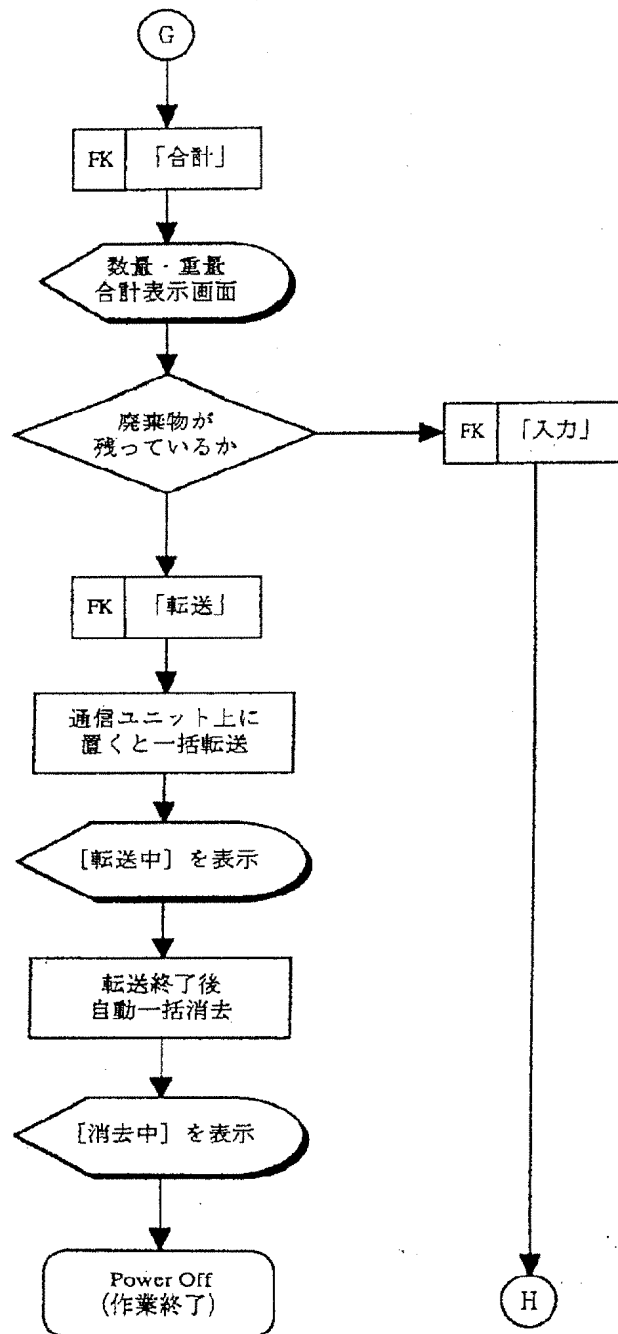 G
FK 「合計」
数量・重量
合計表示画面
廃棄物が
残っているか
FK 「入力」
FK 「転送」
通信ユニット上に
置くと一括転送
[転送中] を表示
転送終了後
自動一括消去
[消去中] を表示
Power Off
(作業終了)
H